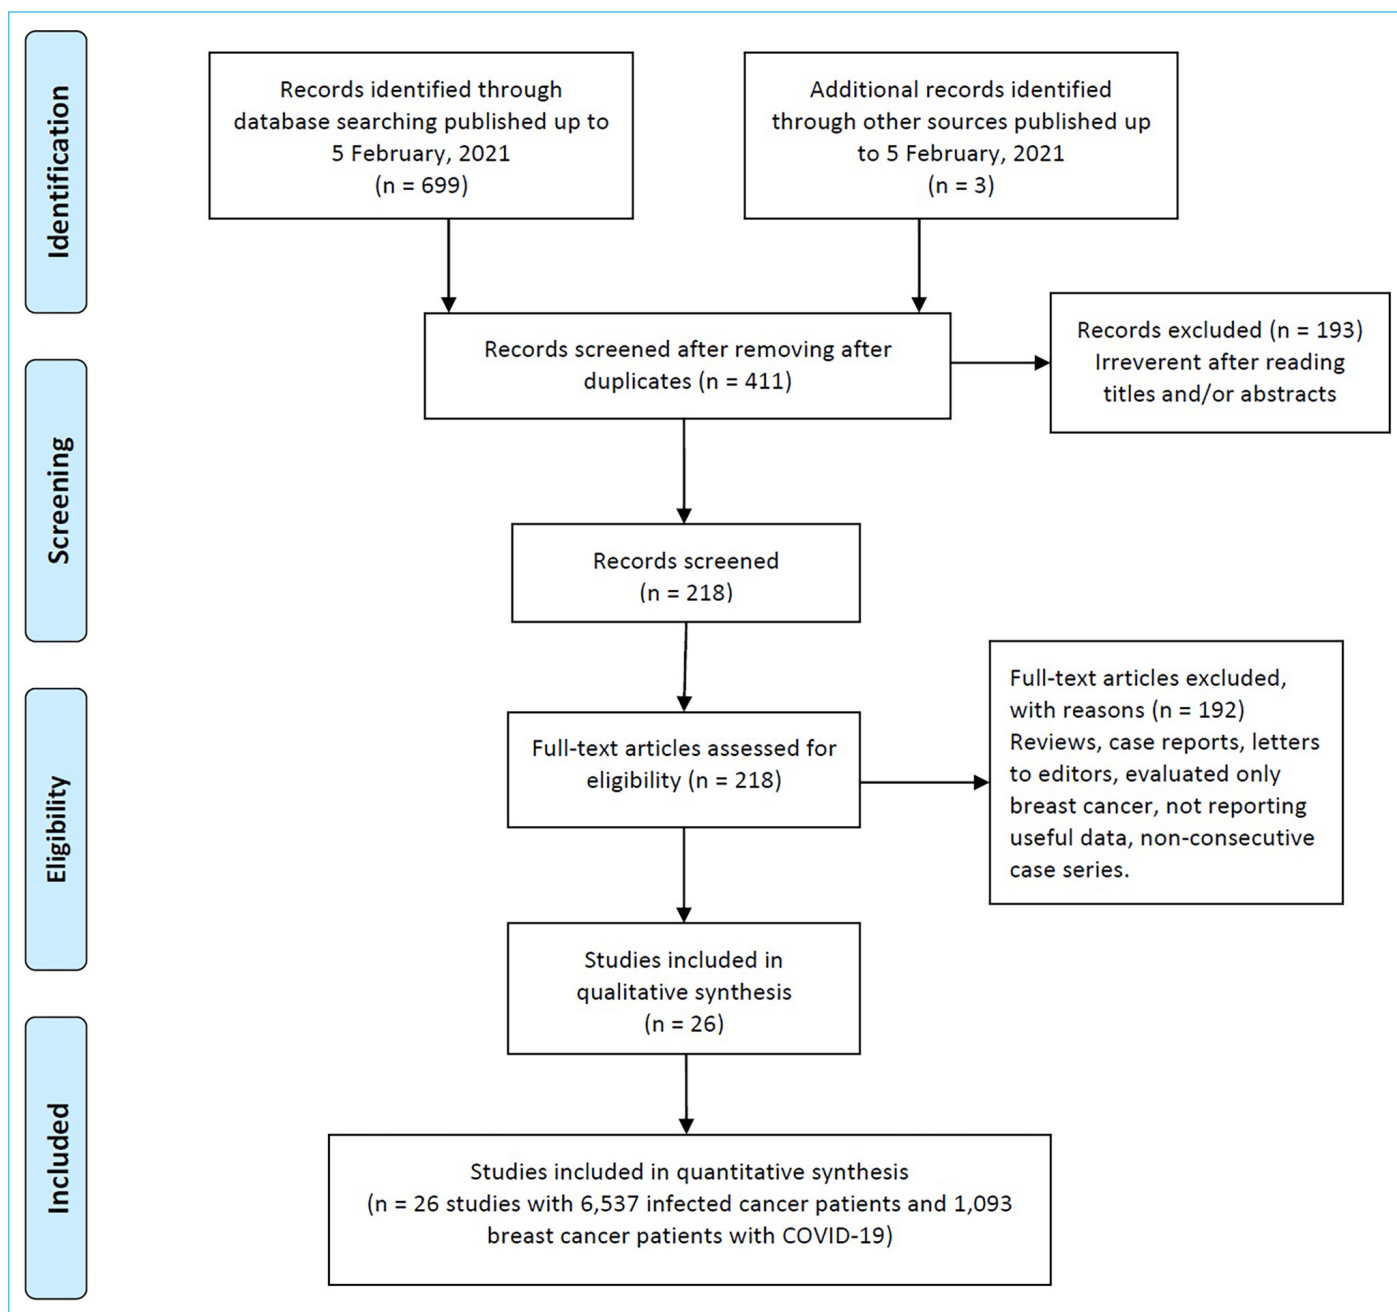 Identification
Records identified through
database searching published up to
5 February, 2021
(n = 699)
Additional records identified
through other sources published up
to 5 February, 2021
(n = 3)
Records screened after removing after
duplicates (n = 411)
Records excluded (n = 193)
Irreverent after reading
titles and/or abstracts
Screening
Records screened
(n = 218)
Eligibility
Full-text articles assessed for
eligibility (n = 218)
Full-text articles excluded,
with reasons (n = 192)
Reviews, case reports, letters
to editors, evaluated only
breast cancer, not reporting
useful data, non-consecutive
case series.
Studies included in
qualitative synthesis
(n = 26)
Included
Studies included in quantitative synthesis
(n = 26 studies with 6,537 infected cancer patients and 1,093
breast cancer patients with COVID-19)